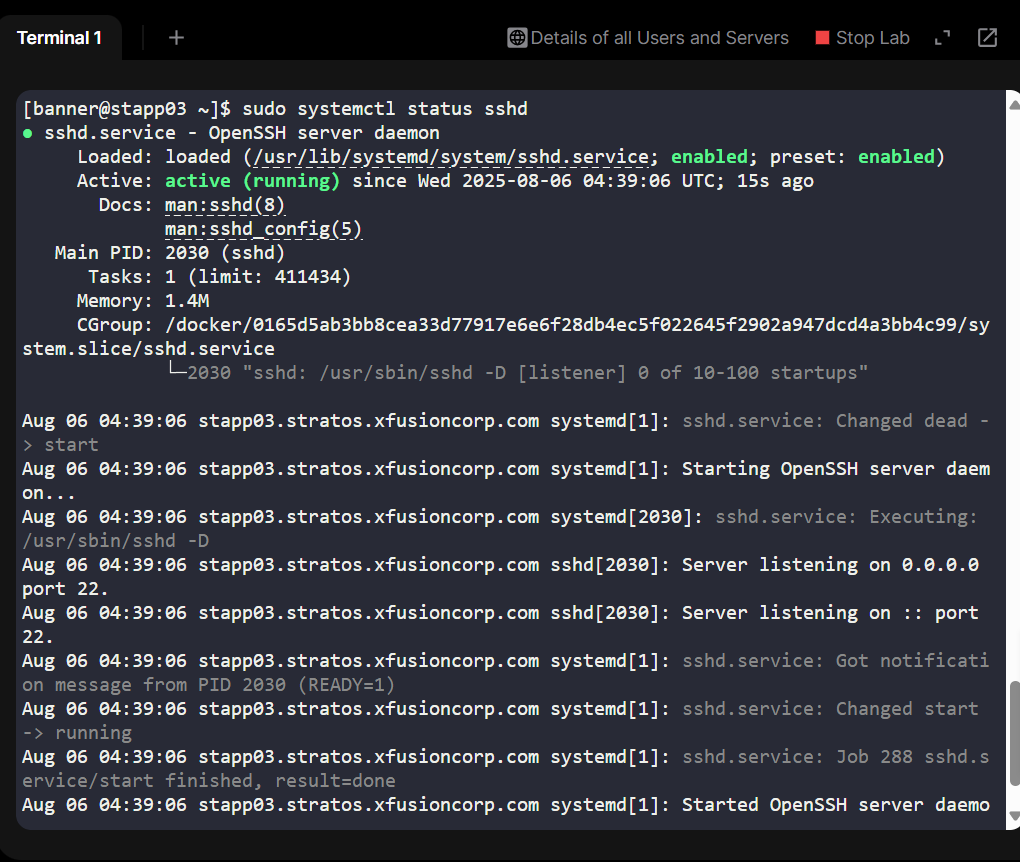 Terminal 1
+
Details of all Users and Servers
Stop Lab
[banner@stapp03 ~]$ sudo systemctl status sshd
● sshd.service - OpenSSH server daemon
     Loaded: loaded (/usr/lib/systemd/system/sshd.service; enabled; preset: enabled)
     Active: active (running) since Wed 2025-08-06 04:39:06 UTC; 15s ago
       Docs: man:sshd(8)
             man:sshd_config(5)
   Main PID: 2030 (sshd)
      Tasks: 1 (limit: 411434)
     Memory: 1.4M
     CGroup: /docker/0165d5ab3bb8cea33d77917e6e6f28db4ec5f022645f2902a947dcd4a3bb4c99/sy
stem.slice/sshd.service
             └─2030 "sshd: /usr/sbin/sshd -D [listener] 0 of 10-100 startups"
Aug 06 04:39:06 stapp03.stratos.xfusioncorp.com systemd[1]: sshd.service: Changed dead -
> start
Aug 06 04:39:06 stapp03.stratos.xfusioncorp.com systemd[1]: Starting OpenSSH server daem
on...
Aug 06 04:39:06 stapp03.stratos.xfusioncorp.com systemd[2030]: sshd.service: Executing:
/usr/sbin/sshd -D
Aug 06 04:39:06 stapp03.stratos.xfusioncorp.com sshd[2030]: Server listening on 0.0.0.0
port 22.
Aug 06 04:39:06 stapp03.stratos.xfusioncorp.com sshd[2030]: Server listening on :: port
22.
Aug 06 04:39:06 stapp03.stratos.xfusioncorp.com systemd[1]: sshd.service: Got notificati
on message from PID 2030 (READY=1)
Aug 06 04:39:06 stapp03.stratos.xfusioncorp.com systemd[1]: sshd.service: Changed start
-> running
Aug 06 04:39:06 stapp03.stratos.xfusioncorp.com systemd[1]: sshd.service: Job 288 sshd.s
ervice/start finished, result=done
Aug 06 04:39:06 stapp03.stratos.xfusioncorp.com systemd[1]: Started OpenSSH server daemo